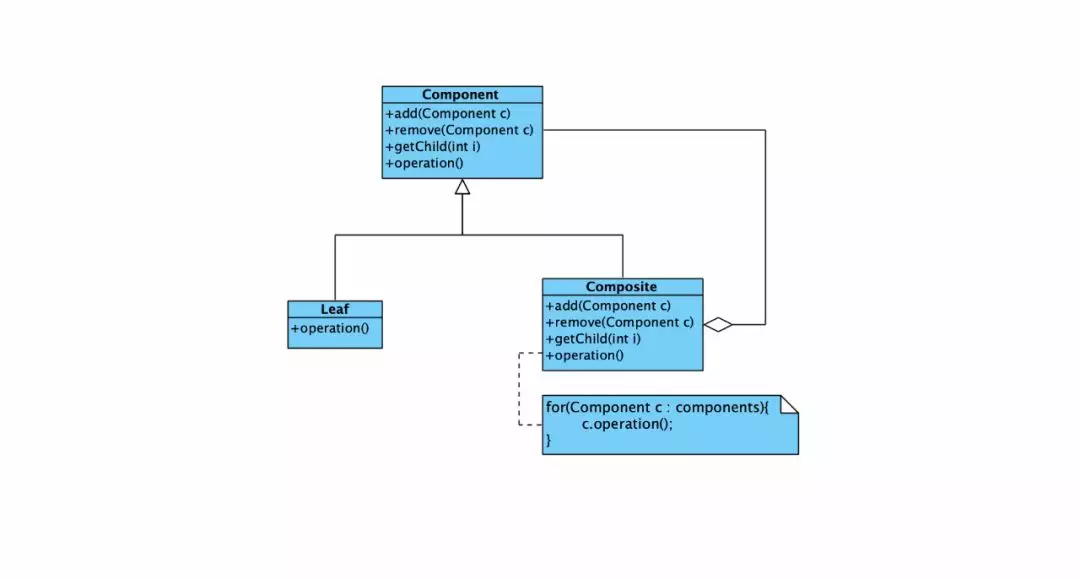 Component
+add(Component c)
+remove(Component c)
+getChild(int i)
+operation()
Leaf
+operation()
Composite
+add(Component c)
+remove(Component c)
+getChild(int i)
+operation()
for(Component c : components){
c.operation();
}